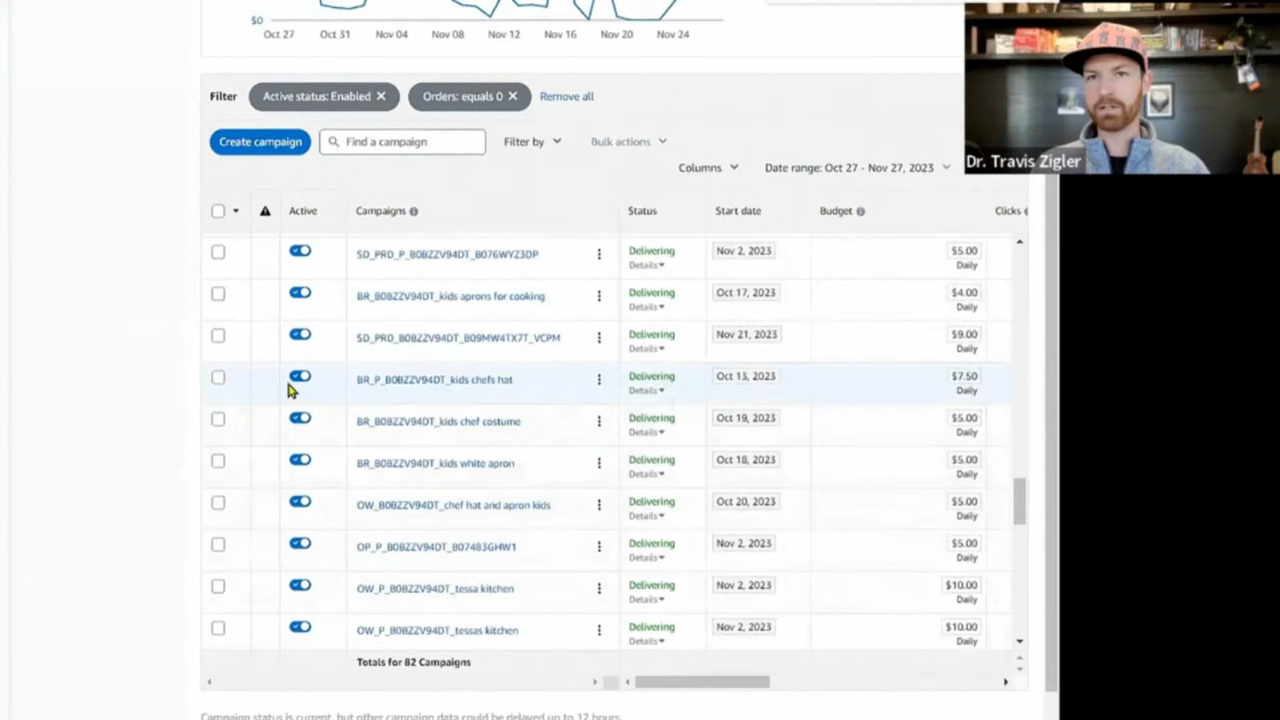 $0
Oct 27 Oct 31 Nov 04 Nov 08 Nov 12 Nov 16 Nov 20 Nov 24
Dr. Travis Zigler
Filter Active status: Enabled Orders: equals 0 Remove all
Create campaign Find a campaign Filter by Bulk actions
Columns Date range: Oct 27 - Nov 27, 2023
Active Campaigns Status Start date Budget Clicks
SD_PRD_P_B0BZZV94DT_B076WYZ3DP Delivering Nov 2, 2023 $5.00
Details Daily
BR_B0BZZV94DT_kids aprons for cooking Delivering Oct 17, 2023 $4.00
Details Daily
SD_PRD_B0BZZV94DT_B09MW4TX7T_VCPM Delivering Nov 21, 2023 $9.00
Details Daily
BR_P_B0BZZV94DT_kids chefs hat Delivering Oct 13, 2023 $7.50
Details Daily
BR_B0BZZV94DT_kids chef costume Delivering Oct 19, 2023 $5.00
Details Daily
BR_B0BZZV94DT_kids white apron Delivering Oct 18, 2023 $5.00
Details Daily
OW_B0BZZV94DT_chef hat and apron kids Delivering Oct 20, 2023 $5.00
Details Daily
OP_P_B0BZZV94DT_B07483GHW1 Delivering Nov 2, 2023 $5.00
Details Daily
OW_P_B0BZZV94DT_tessa kitchen Delivering Nov 2, 2023 $10.00
Details Daily
OW_P_B0BZZV94DT_tessas kitchen Delivering Nov 2, 2023 $10.00
Details Daily
Totals for 82 Campaigns
Campaign status is current, but other campaign data could be delayed up to 12 hours.